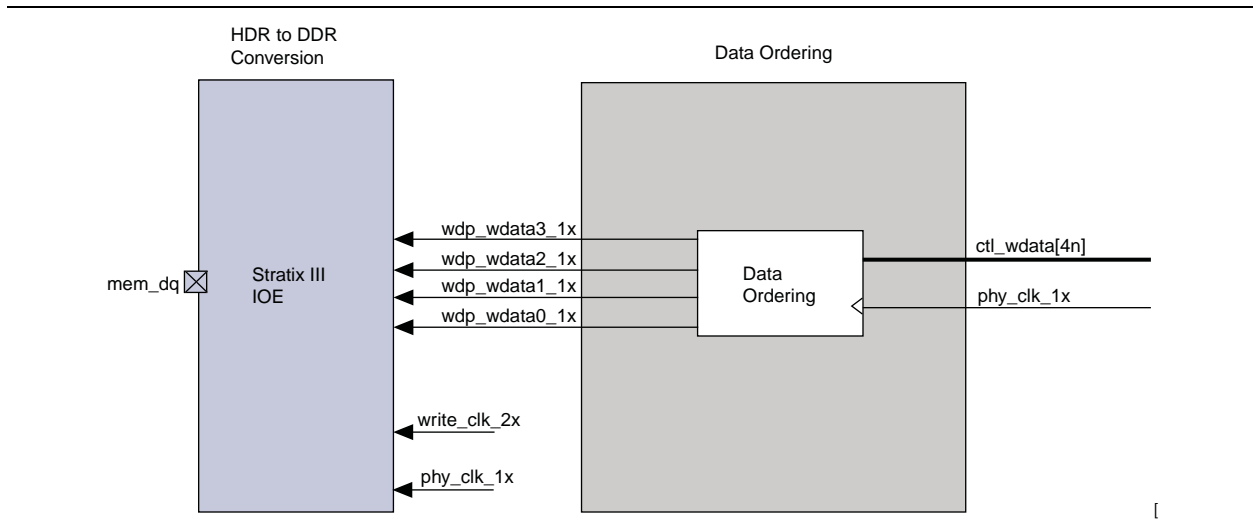 HDR to DDR
Conversion
Data Ordering
wdp_wdata3_1x
wdp_wdata2_1x
wdp_wdata1_1x
wdp_wdata0_1x
ctl_wdata[4n]
phy_clk_1x
Data
Ordering
mem_dq
Stratix III
IOE
write_clk_2x
phy_clk_1x
[